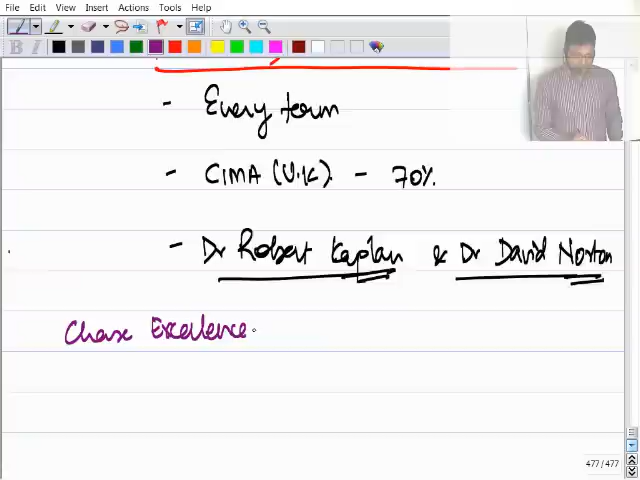 File Edit View Insert Actions Tools Help
B I
- Every term
- CIMA (U.K). - 70%.
- Dr Robert Kaplan & Dr David Norton
Chase Excellence.
477/477